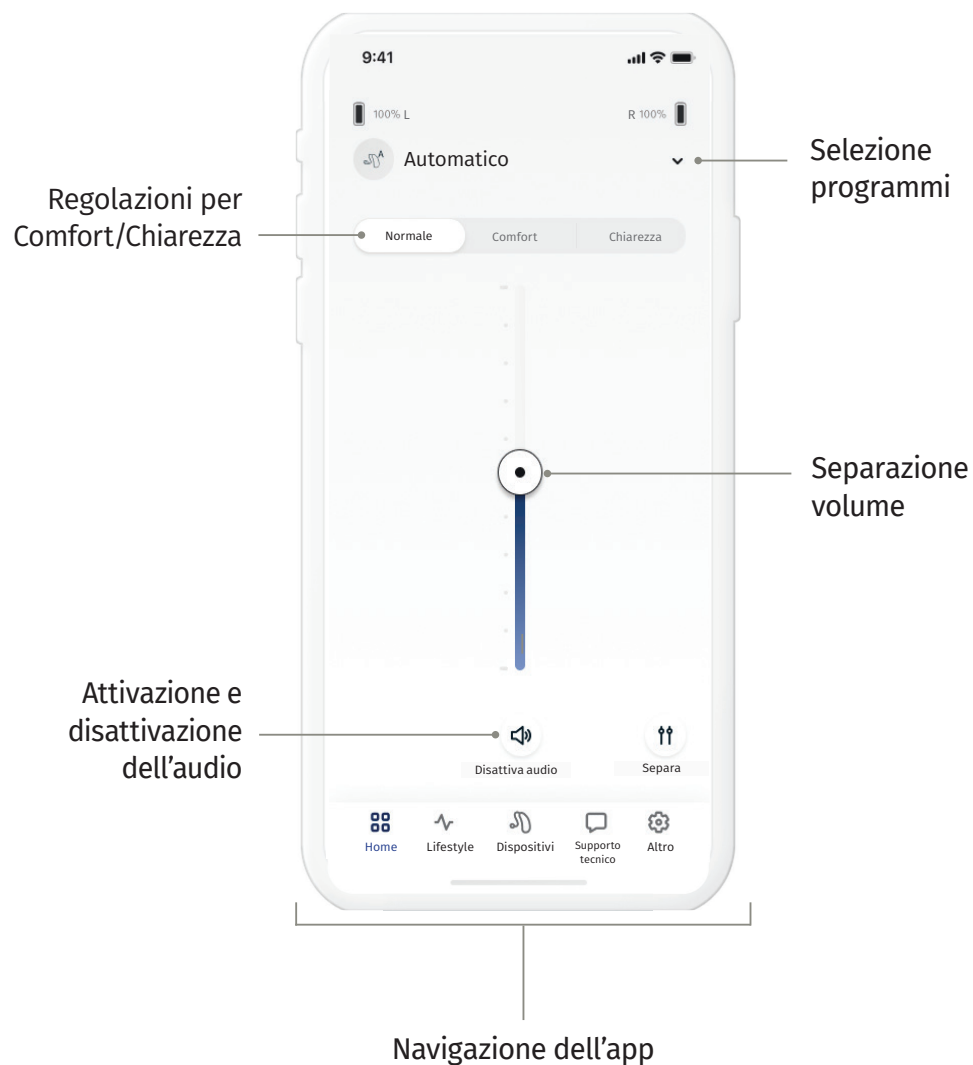 9:41
100% L
R 100%
Automatico
Selezione
programmi
Regolazioni per
Comfort/Chiarezza
Normale
Comfort
Chiarezza
Separazione
volume
Attivazione e
disattivazione
dell’audio
Disattiva audio
Separa
Home
Lifestyle
Dispositivi
Supporto
tecnico
Altro
Navigazione dell’app